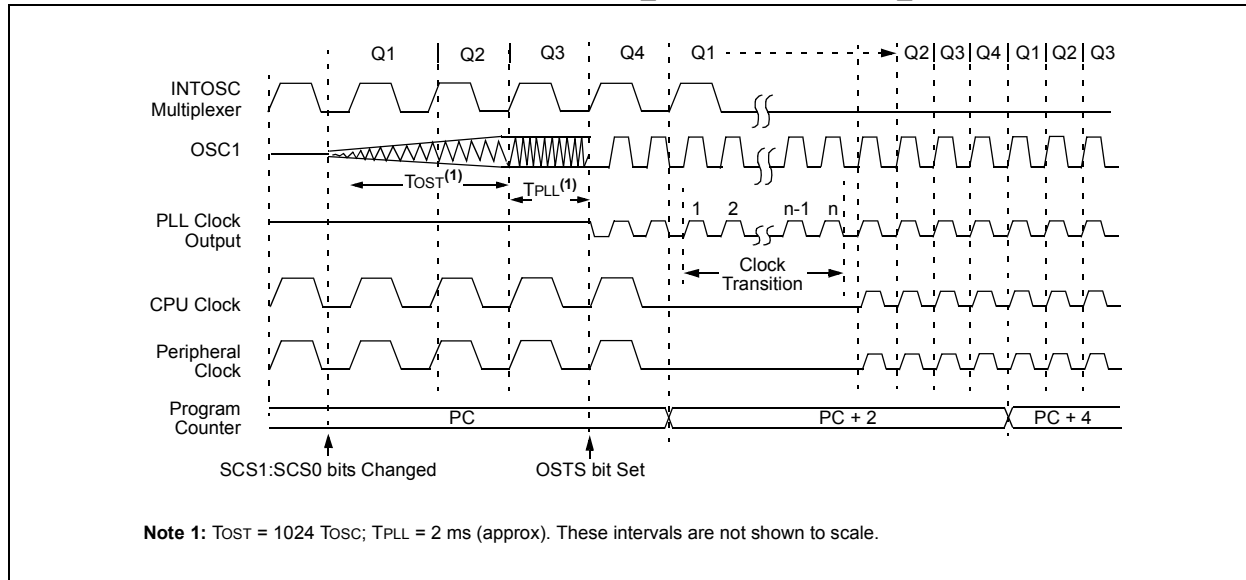 Q1 Q2 Q3 Q4 Q1 Q2 Q3 Q4 Q1 Q2 Q3
INTOSC
Multiplexer
OSC1
TOST(1)
TPLL(1)
1 2 n-1 n
PLL Clock
Output
Clock
Transition
CPU Clock
Peripheral
Clock
Program
Counter
PC PC + 2 PC + 4
SCS1:SCS0 bits Changed OSTS bit Set
Note 1: TOST = 1024 TOSC; TPLL = 2 ms (approx). These intervals are not shown to scale.